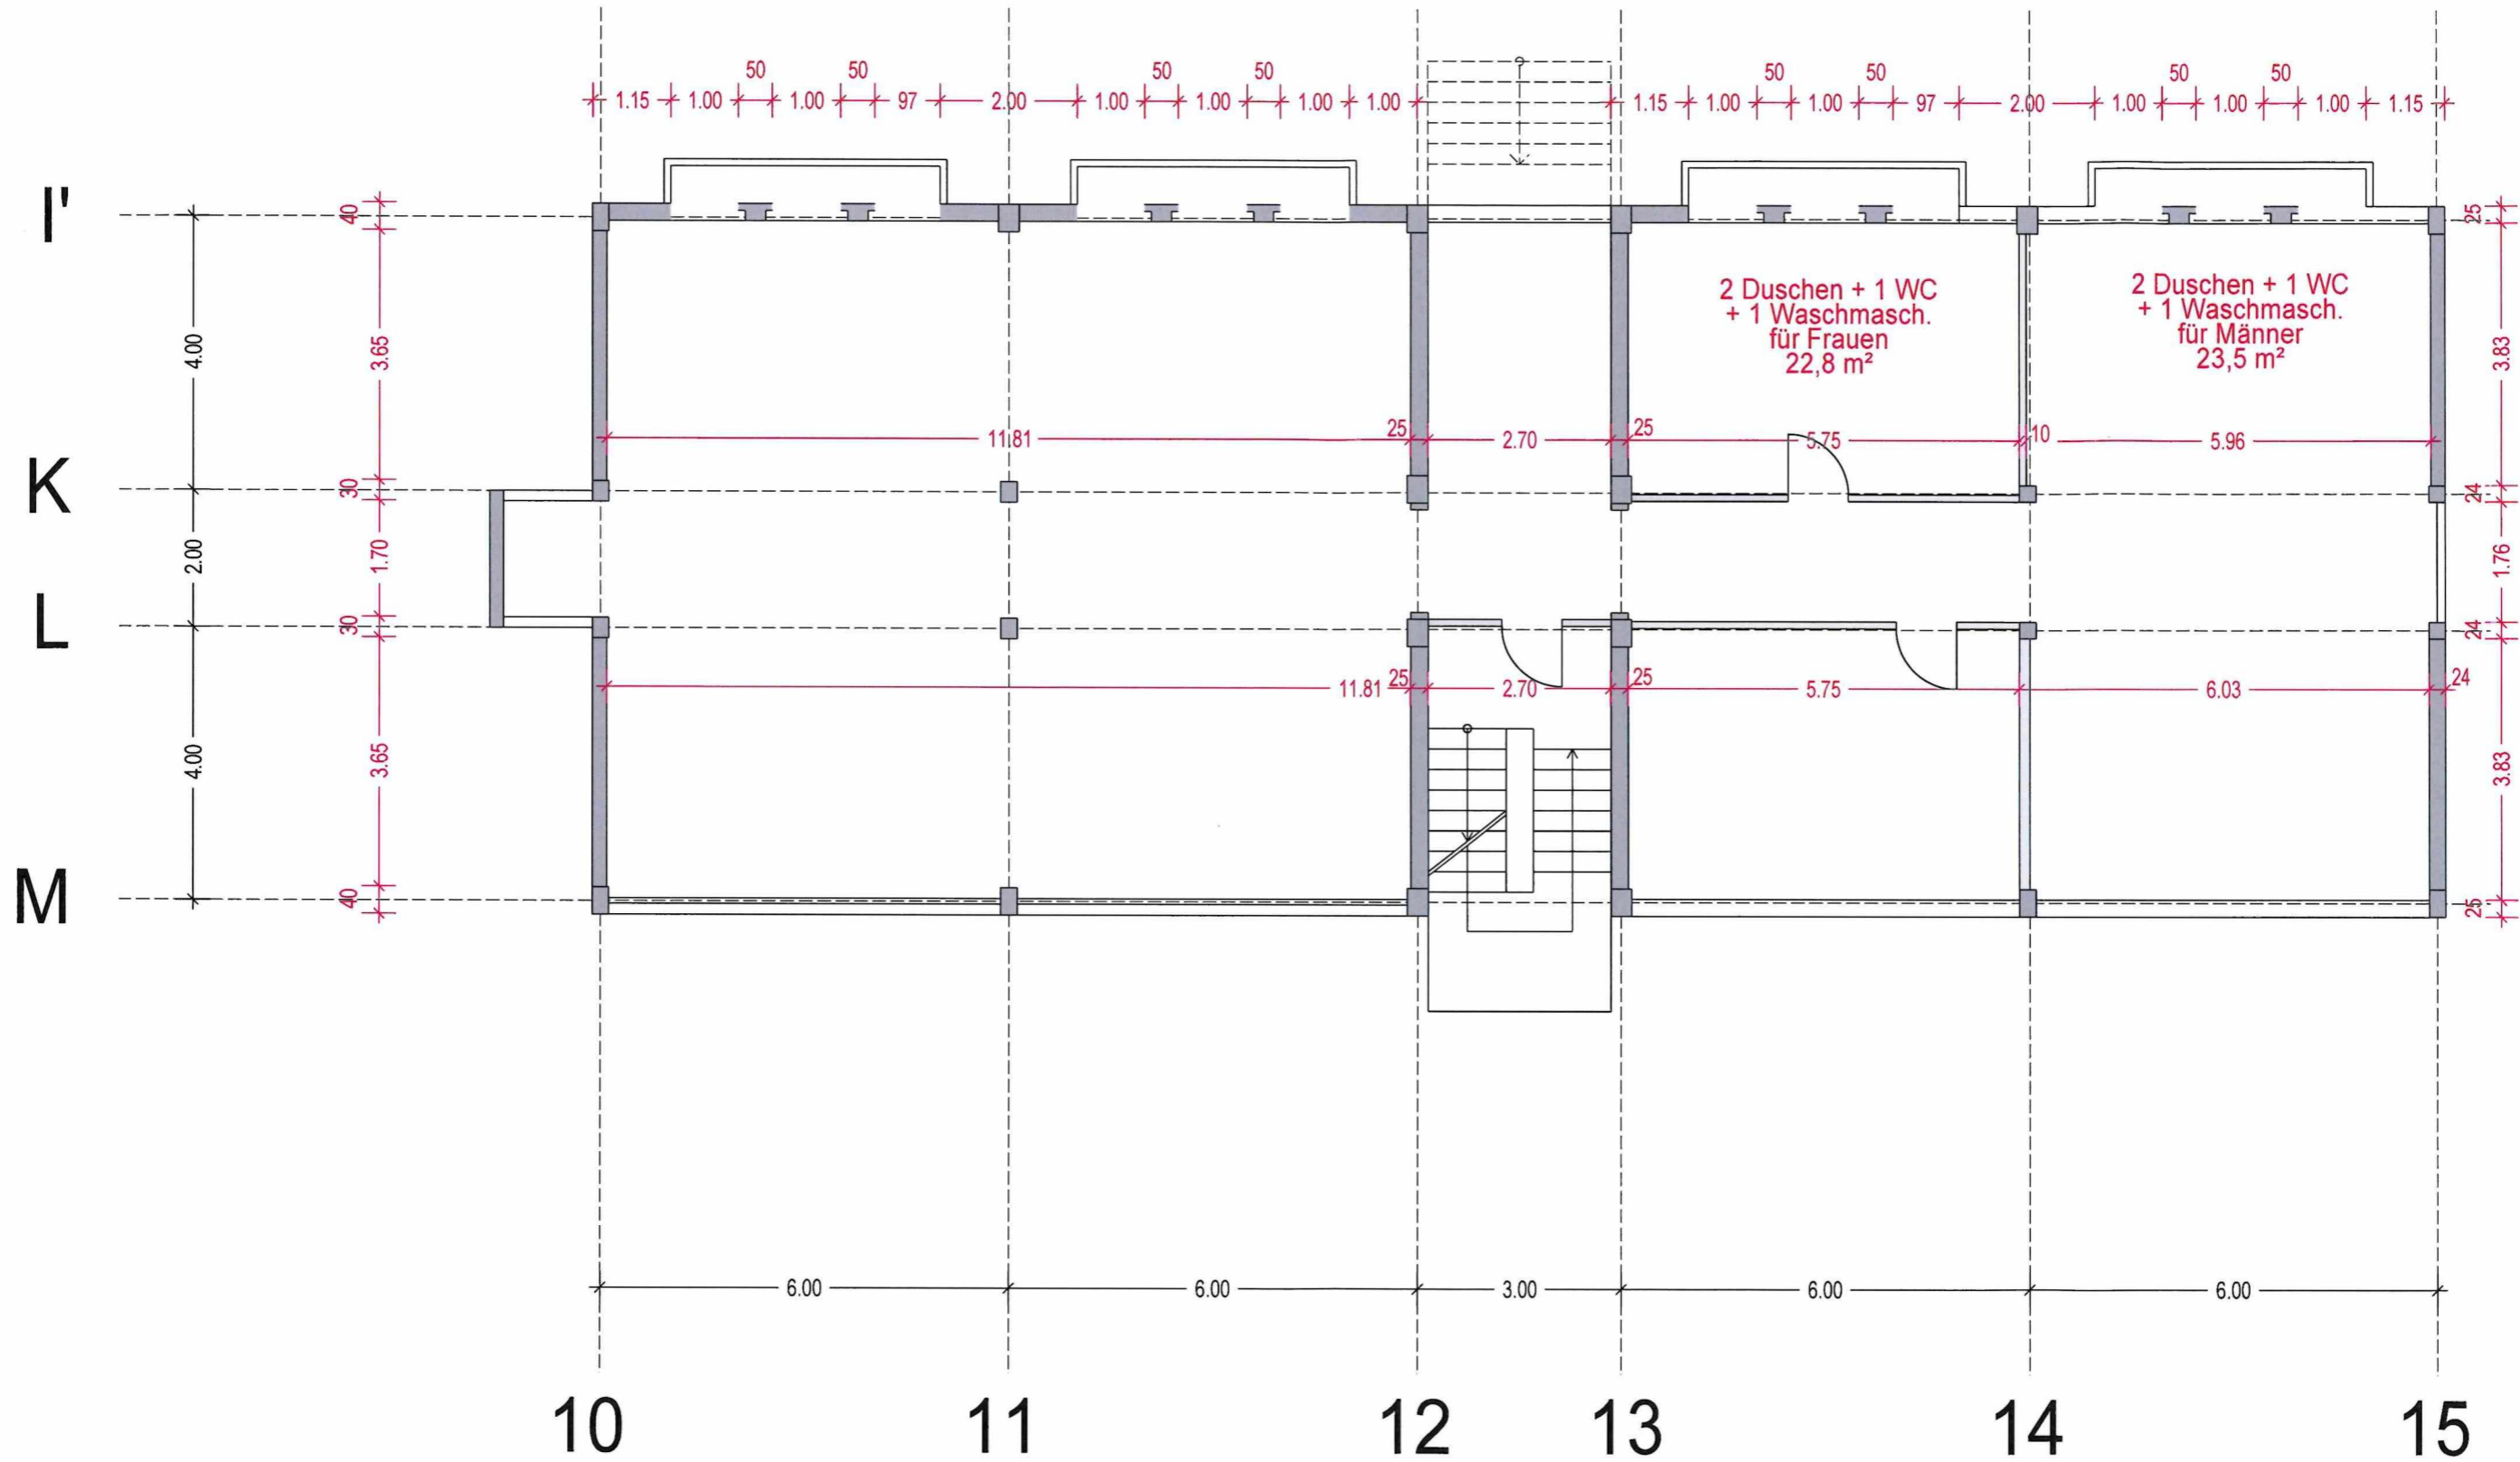 50 50 50 50 50 50 50 50
1.15 1.00 1.00 97 2.00 1.00 1.00 1.00 1.00 1.15 1.00 1.00 97 2.00 1.00 1.00 1.00 1.15
I'
40
25
2 Duschen + 1 WC
+ 1 Waschmasch.
für Frauen
22,8 m²
2 Duschen + 1 WC
+ 1 Waschmasch.
für Männer
23,5 m²
4.00
3.65
3.83
11.81 25 2.70 25 5.75 10 5.96
K
30
24
2.00
1.70
1.76
L
30
24
11.81 25 2.70 25 5.75 6.03 24
4.00
3.65
3.83
M
40
25
6.00 6.00 3.00 6.00 6.00
10 11 12 13 14 15